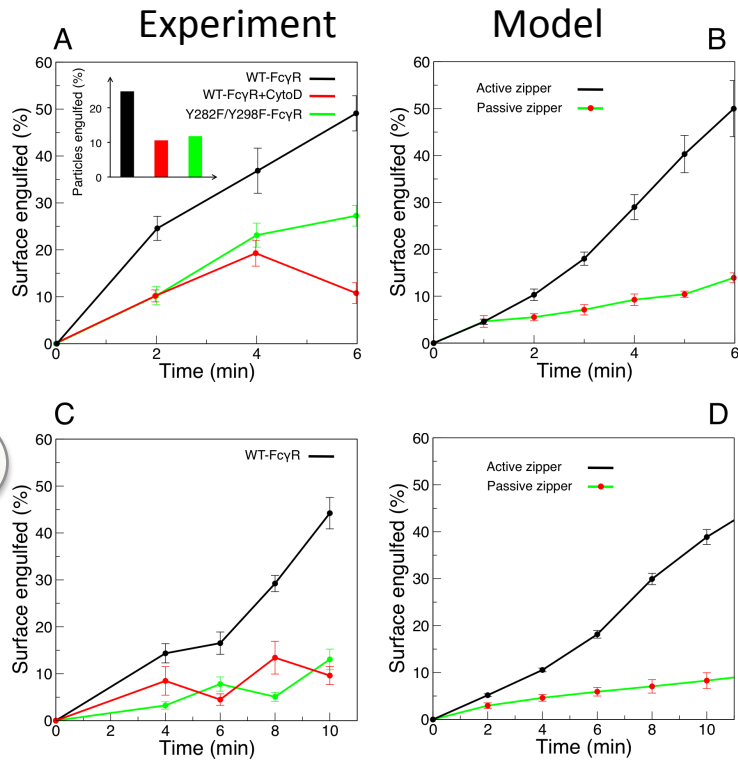 Experiment Model
A
WT-FcγR
WT-FcγR+CytoD
Y282F/Y298F-FcγR
Particles engulfed (%)
20
10
0
Surface engulfed (%)
60
50
40
30
20
10
0
0 2 4 6
Time (min)
B
Active zipper
Passive zipper
Surface engulfed (%)
60
50
40
30
20
10
0
0 2 4 6
Time (min)
C
WT-FcγR
Surface engulfed (%)
60
50
40
30
20
10
0
0 2 4 6 8 10
Time (min)
D
Active zipper
Passive zipper
Surface engulfed (%)
60
50
40
30
20
10
0
0 2 4 6 8 10
Time (min)